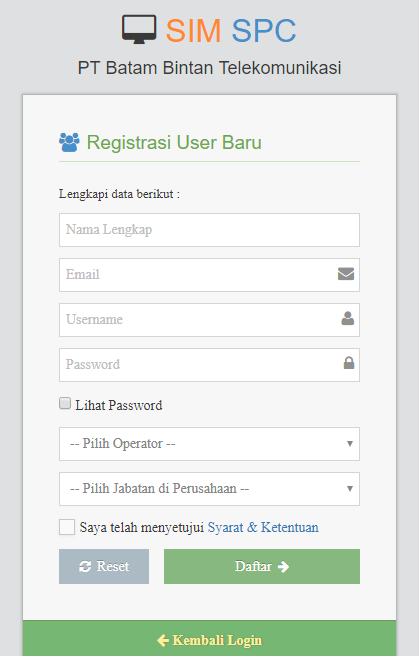 SIM SPC
PT Batam Bintan Telekomunikasi
Registrasi User Baru
Lengkapi data berikut :
Nama Lengkap
Email
Username
Password
Lihat Password
-- Pilih Operator --
-- Pilih Jabatan di Perusahaan --
Saya telah menyetujui Syarat & Ketentuan
Reset
Daftar
Kembali Login